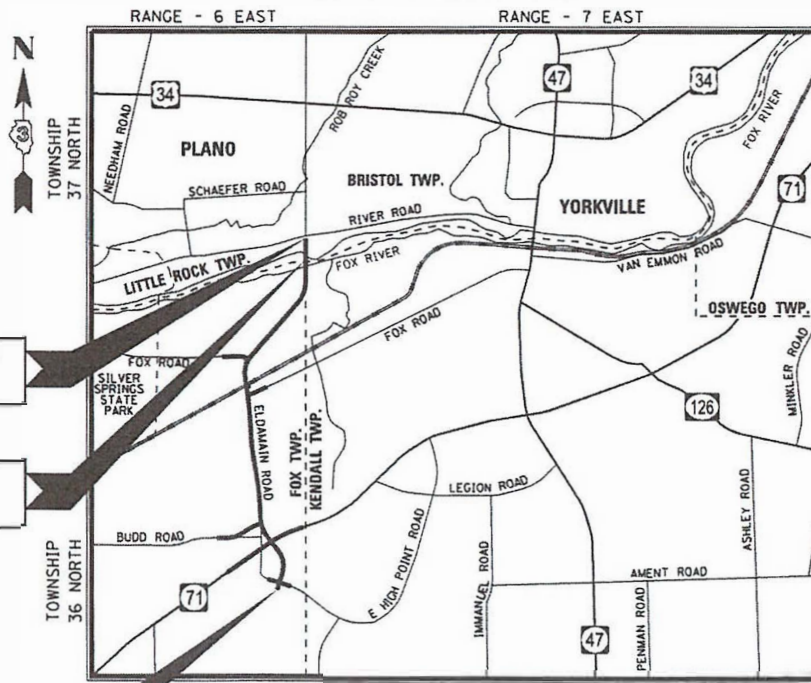 RANGE - 6 EAST
RANGE - 7 EAST
N
TOWNSHIP
37 NORTH
NEEDHAM ROAD
34
ROB ROY CREEK
47
34
FOX RIVER
PLANO
BRISTOL TWP.
71
SCHAEFER ROAD
YORKVILLE
RIVER ROAD
LITTLE ROCK TWP.
FOX RIVER
VAN EMMON ROAD
OSWEGO TWP.
FOX ROAD
FOX ROAD
SILVER
SPRINGS
STATE
PARK
MINKLER ROAD
126
ELDAMAIN ROAD
FOX TWP.
KENDALL TWP.
LEGION ROAD
ASHLEY ROAD
BUDD ROAD
TOWNSHIP
36 NORTH
E HIGH POINT ROAD
IMMANUEL ROAD
AMENT ROAD
71
PENMAN ROAD
47